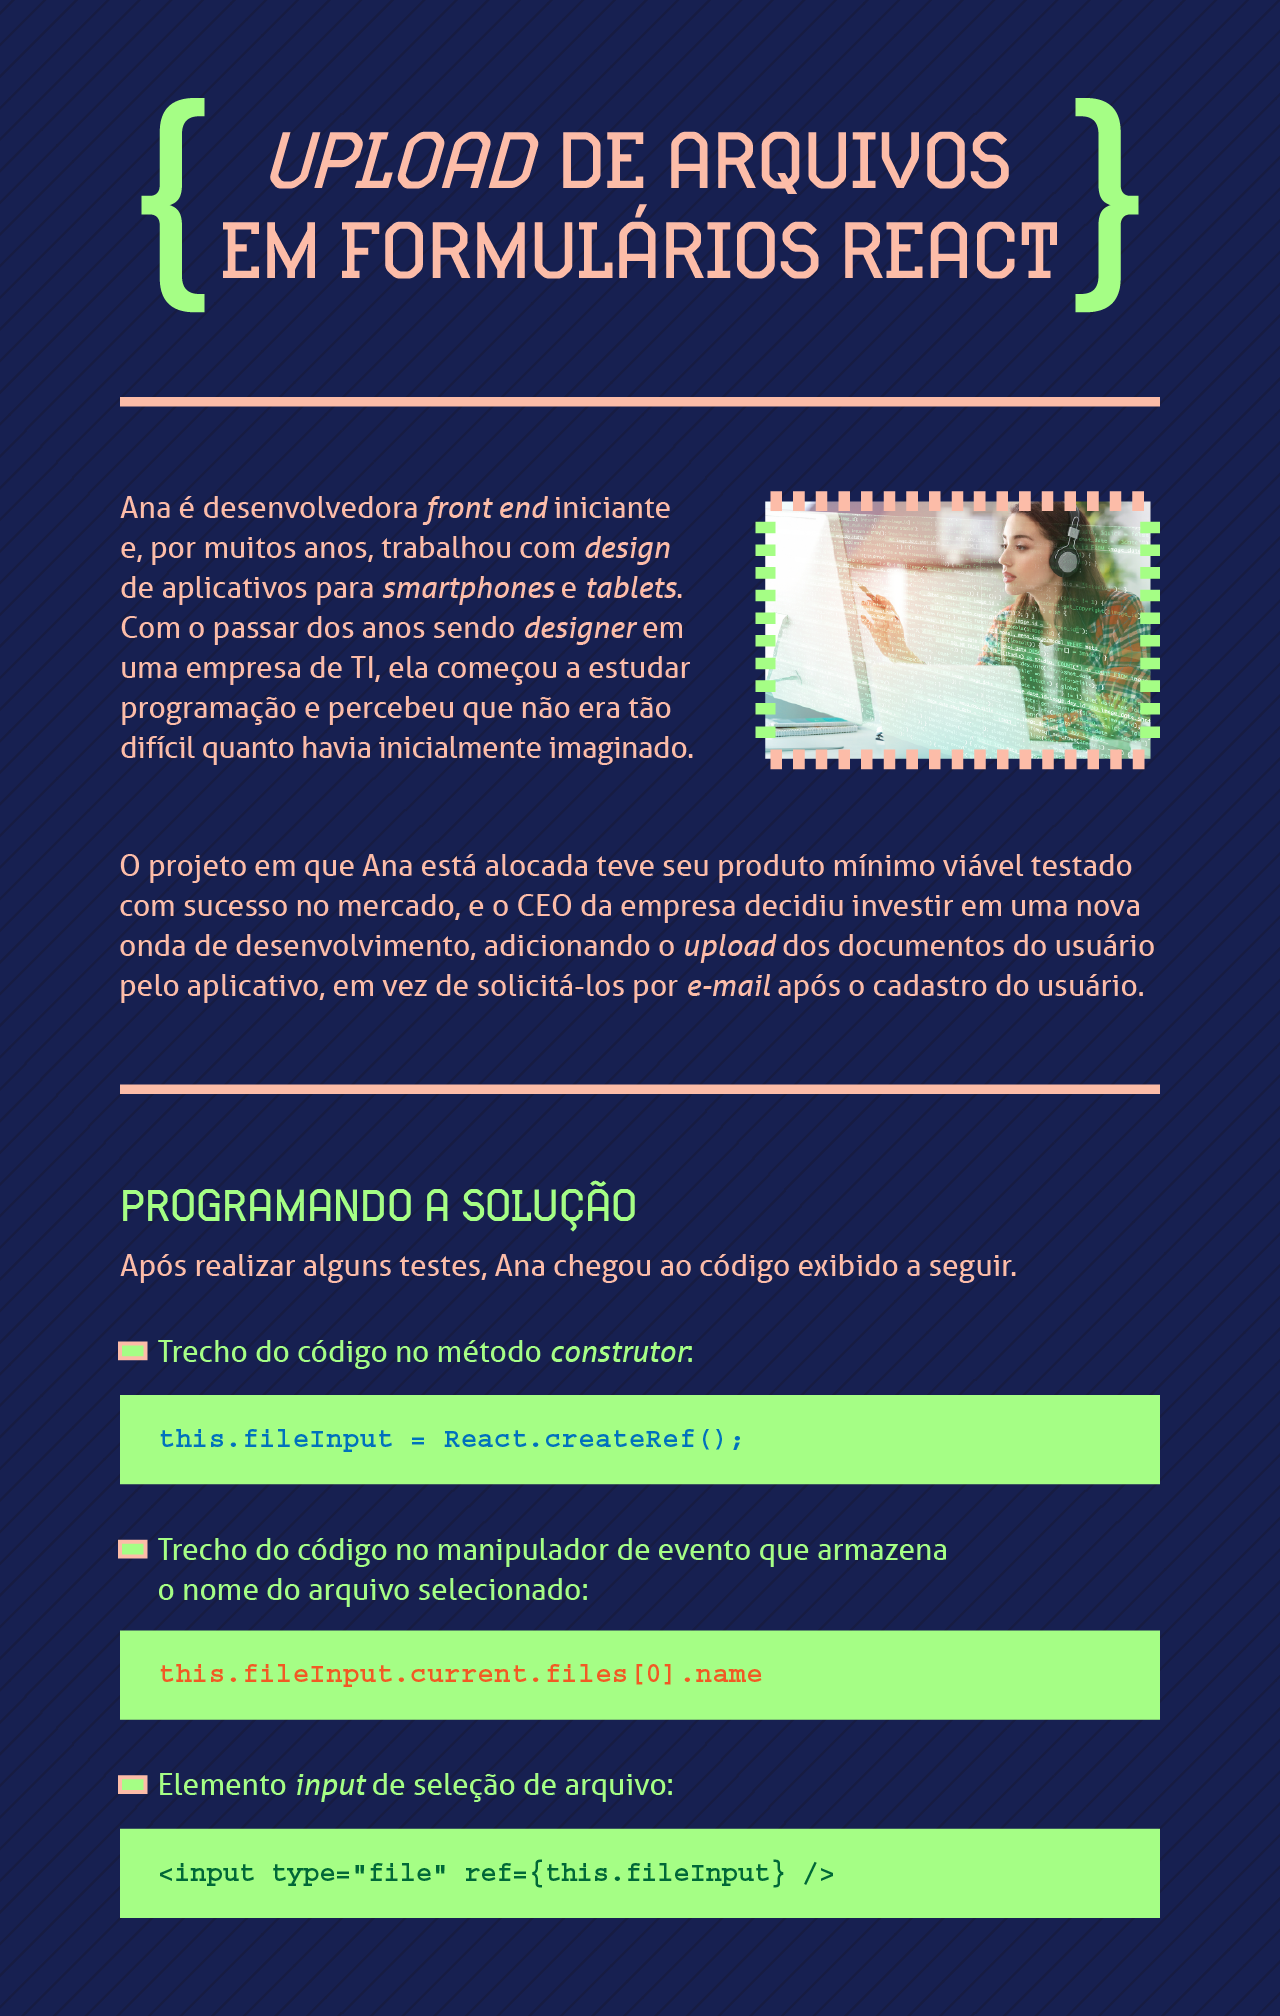 { UPLOAD DE ARQUIVOS
EM FORMULÁRIOS REACT }
Ana é desenvolvedora front end iniciante
e, por muitos anos, trabalhou com design
de aplicativos para smartphones e tablets.
Com o passar dos anos sendo designer em
uma empresa de TI, ela começou a estudar
programação e percebeu que não era tão
difícil quanto havia inicialmente imaginado.
O projeto em que Ana está alocada teve seu produto mínimo viável testado
com sucesso no mercado, e o CEO da empresa decidiu investir em uma nova
onda de desenvolvimento, adicionando o upload dos documentos do usuário
pelo aplicativo, em vez de solicitá-los por e-mail após o cadastro do usuário.
PROGRAMANDO A SOLUÇÃO
Após realizar alguns testes, Ana chegou ao código exibido a seguir.
Trecho do código no método construtor:
this.fileInput = React.createRef();
Trecho do código no manipulador de evento que armazena
o nome do arquivo selecionado:
this.fileInput.current.files[0].name
Elemento input de seleção de arquivo:
<input type="file" ref={this.fileInput} />